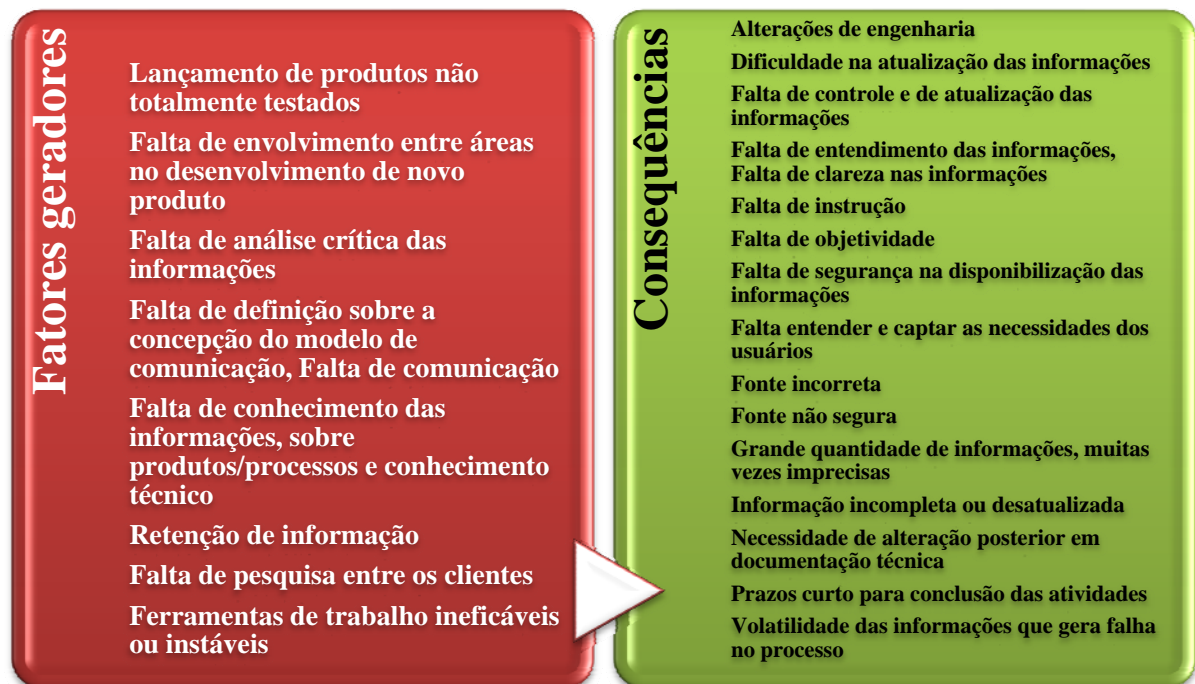 Fatores geradores
Lançamento de produtos não
totalmente testados
Falta de envolvimento entre áreas
no desenvolvimento de novo
produto
Falta de análise crítica das
informações
Falta de definição sobre a
concepção do modelo de
comunicação, Falta de comunicação
Falta de conhecimento das
informações, sobre
produtos/processos e conhecimento
técnico
Retenção de informação
Falta de pesquisa entre os clientes
Ferramentas de trabalho ineficáveis
ou instáveis
Consequências
Alterações de engenharia
Dificuldade na atualização das informações
Falta de controle e de atualização das
informações
Falta de entendimento das informações,
Falta de clareza nas informações
Falta de instrução
Falta de objetividade
Falta de segurança na disponibilização das
informações
Falta entender e captar as necessidades dos
usuários
Fonte incorreta
Fonte não segura
Grande quantidade de informações, muitas
vezes imprecisas
Informação incompleta ou desatualizada
Necessidade de alteração posterior em
documentação técnica
Prazos curto para conclusão das atividades
Volatilidade das informações que gera falha
no processo